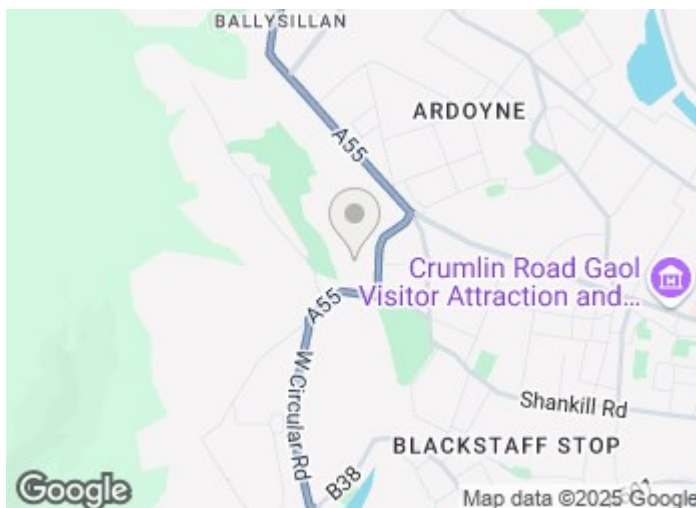 BALLYSILLAN
ARDOYNE
A55
Crumlin Road Gaol
Visitor Attraction and...
A55
W Circular Rd
Shankill Rd
BLACKSTAFF STOP
B38
Google
Map data ©2025 Google